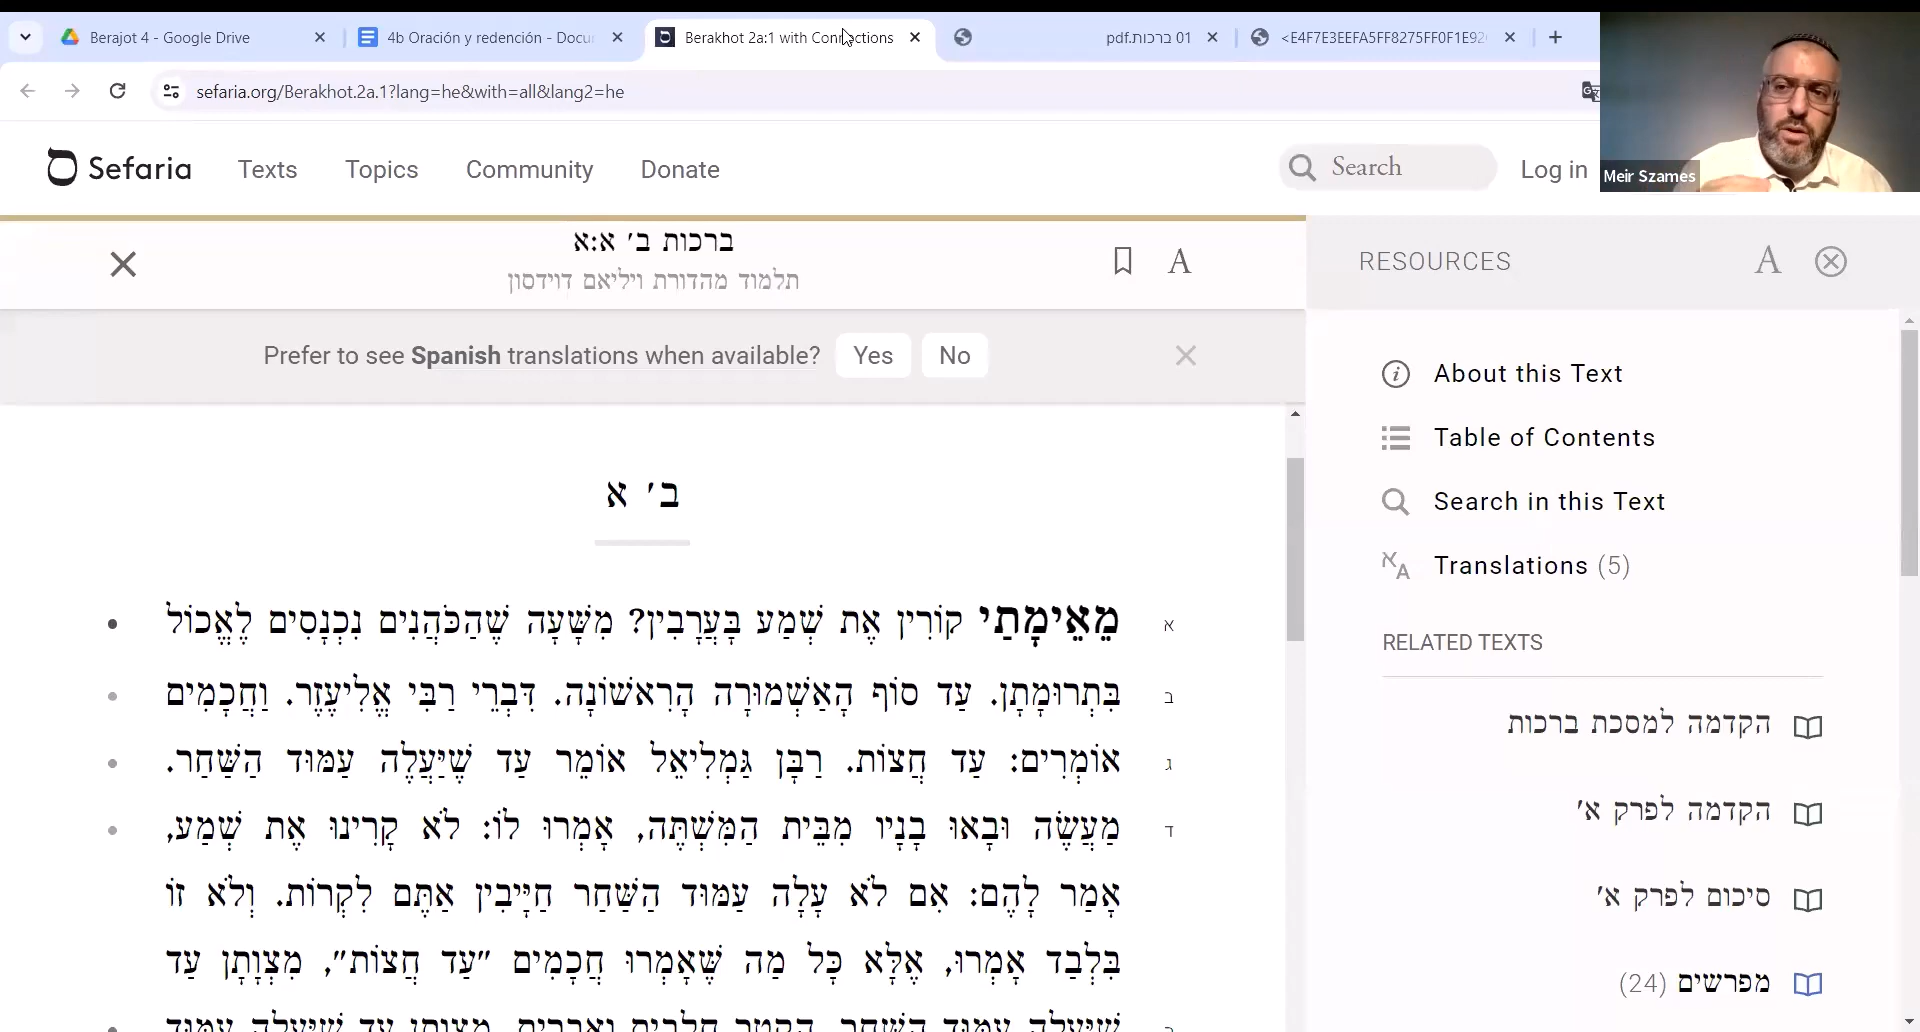 Berajot 4 - Google Drive
4b Oración y redención - Docu
Berakhot 2a:1 with Connections
01 ברכות.pdf
<E4F7E3EEFA5FF8275FF0F1E92
sefaria.org/Berakhot.2a.1?lang=he&with=all&lang2=he
Meir Szames
Sefaria
Texts
Topics
Community
Donate
Search
Log in
ברכות ב׳ א:א
תלמוד מהדורת ויליאם דוידסון
A
RESOURCES
A
Prefer to see Spanish translations when available?
Yes
No
ב׳ א
א
מֵאֵימָתַי קוֹרִין אֶת שְׁמַע בָּעֲרָבִין? מִשָּׁעָה שֶׁהַכֹּהֲנִים נִכְנָסִים לֶאֱכוֹל
ב
בִּתְרוּמָתָן. עַד סוֹף הָאַשְׁמוּרָה הָרִאשׁוֹנָה. דִּבְרֵי רַבִּי אֱלִיעֶזֶר. וַחֲכָמִים
ג
אוֹמְרִים: עַד חֲצוֹת. רַבָּן גַּמְלִיאֵל אוֹמֵר עַד שֶׁיַּעֲלֶה עַמּוּד הַשַּׁחַר.
ד
מַעֲשֶׂה וּבָאוּ בָנָיו מִבֵּית הַמִּשְׁתֶּה, אָמְרוּ לוֹ: לֹא קָרִינוּ אֶת שְׁמַע,
אָמַר לָהֶם: אִם לֹא עָלָה עַמּוּד הַשַּׁחַר חַיָּיבִין אַתֶּם לִקְרוֹת. וְלֹא זוֹ
בִּלְבַד אָמְרוּ, אֶלָּא כָּל מַה שֶּׁאָמְרוּ חֲכָמִים ״עַד חֲצוֹת״, מִצְוָתָן עַד
About this Text
Table of Contents
Search in this Text
Translations (5)
RELATED TEXTS
הקדמה למסכת ברכות
הקדמה לפרק א׳
סיכום לפרק א׳
מפרשים (24)